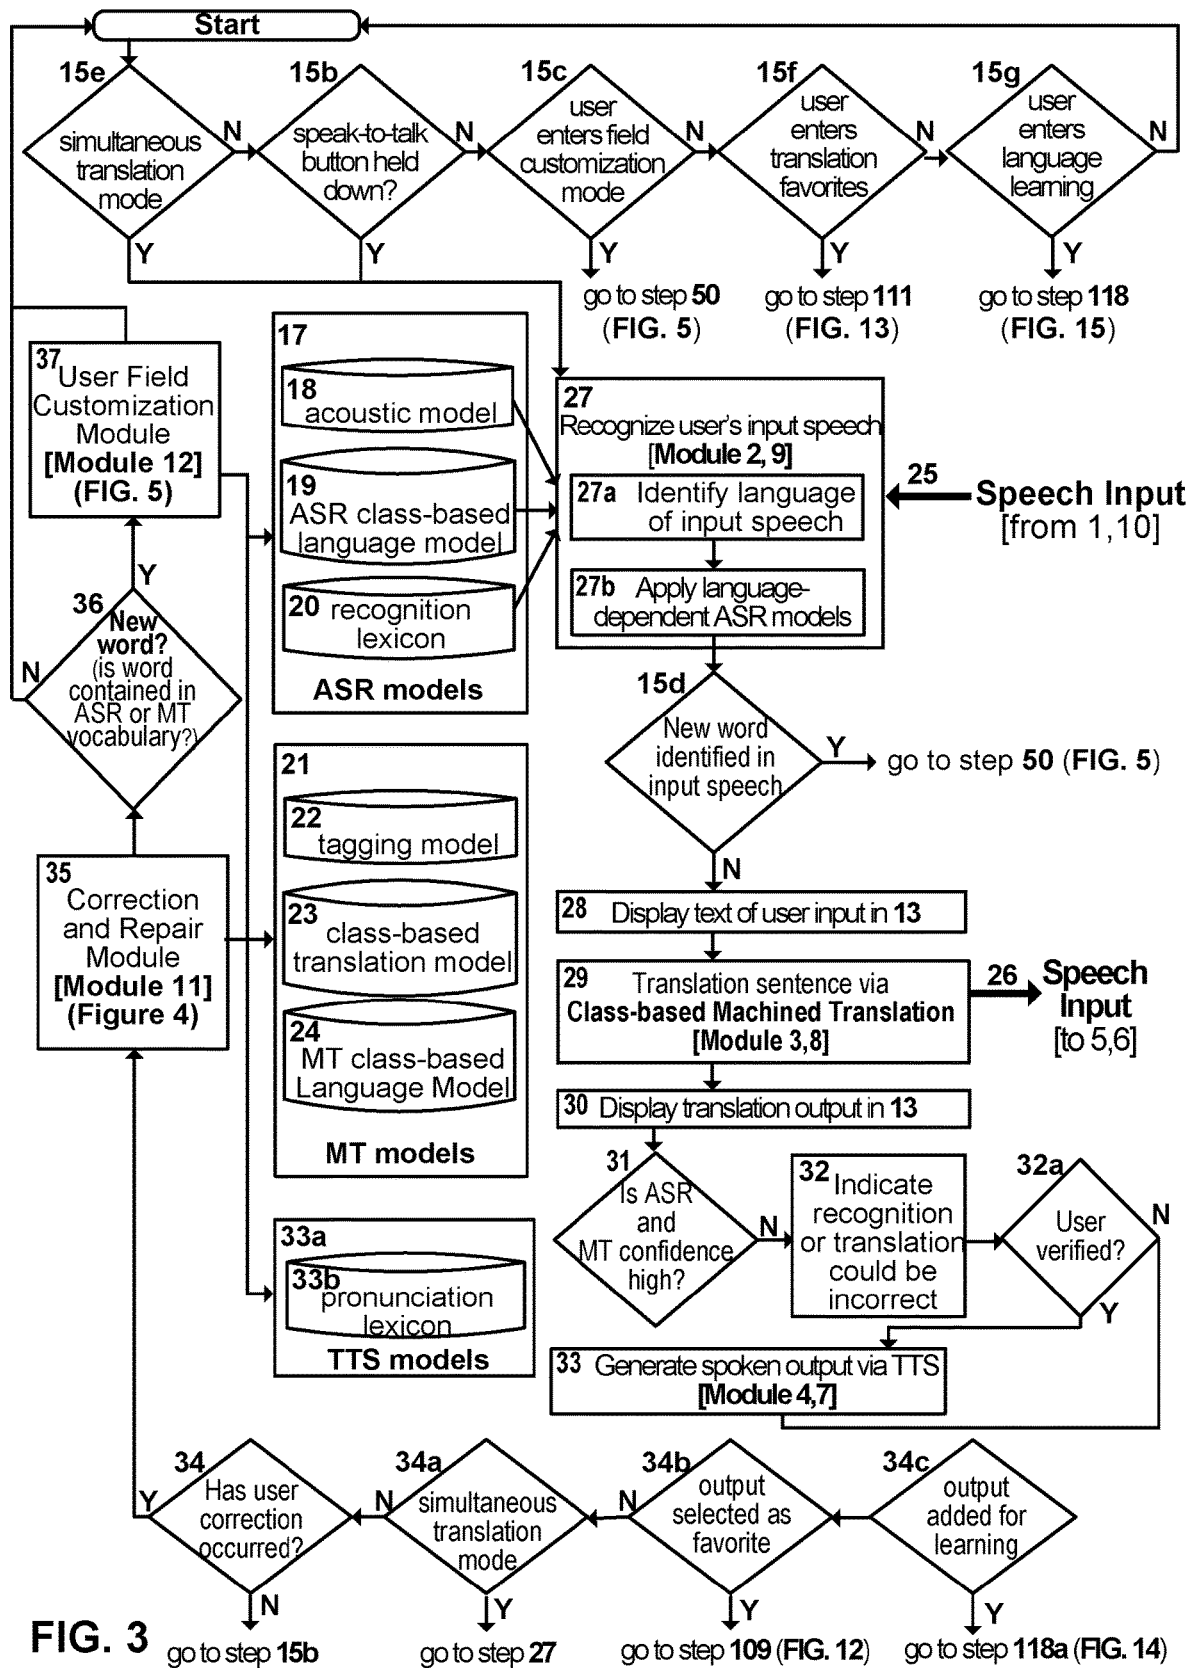 Start
15e
simultaneous
translation
mode
N
Y
15b
speak-to-talk
button held
down?
N
Y
15c
user
enters field
customization
mode
N
Y
go to step 50
(FIG. 5)
15f
user
enters
translation
favorites
N
Y
go to step 111
(FIG. 13)
15g
user
enters
language
learning
N
Y
go to step 118
(FIG. 15)
37
User Field
Customization
Module
[Module 12]
(FIG. 5)
Y
36
New
word?
(is word
contained in
ASR or MT
vocabulary?)
N
35
Correction
and Repair
Module
[Module 11]
(Figure 4)
17
18
acoustic model
19
ASR class-based
language model
20 recognition
lexicon
ASR models
21
22
tagging model
23
class-based
translation model
24
MT class-based
Language Model
MT models
33a
33b
pronunciation
lexicon
TTS models
27
Recognize user's input speech
[Module 2, 9]
27a Identify language
of input speech
27b Apply language-
dependent ASR models
25
Speech Input
[from 1,10]
15d
New word
identified in
input speech
Y
go to step 50 (FIG. 5)
N
28 Display text of user input in 13
29 Translation sentence via
Class-based Machined Translation
[Module 3,8]
26
Speech
Input
[to 5,6]
30 Display translation output in 13
31
Is ASR
and
MT confidence
high?
N
32 Indicate
recognition
or translation
could be
incorrect
32a
User
verified?
N
Y
33 Generate spoken output via TTS
[Module 4,7]
34
Has user
correction
occurred?
Y
N
go to step 15b
34a
simultaneous
translation
mode
N
Y
go to step 27
34b
output
selected as
favorite
N
Y
go to step 109 (FIG. 12)
34c
output
added for
learning
Y
go to step 118a (FIG. 14)
FIG. 3